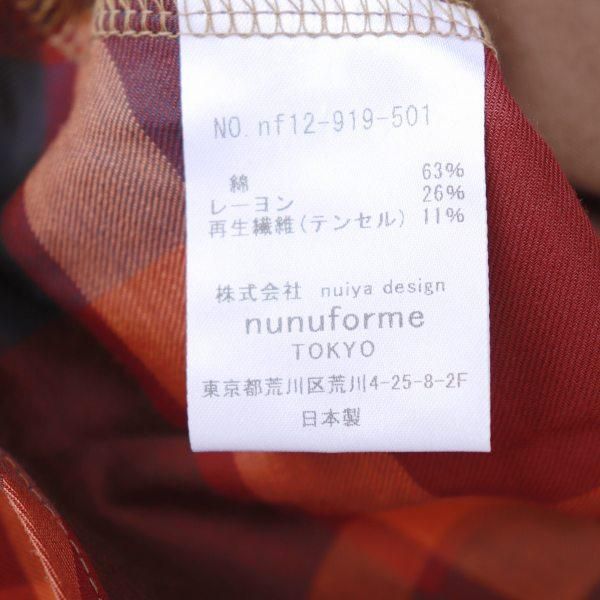 NO. nf12-919-501
綿 63%
レーヨン 26%
再生繊維(テンセル) 11%
株式会社 nuiya design
nunuforme
TOKYO
東京都荒川区荒川4-25-8-2F
日本製